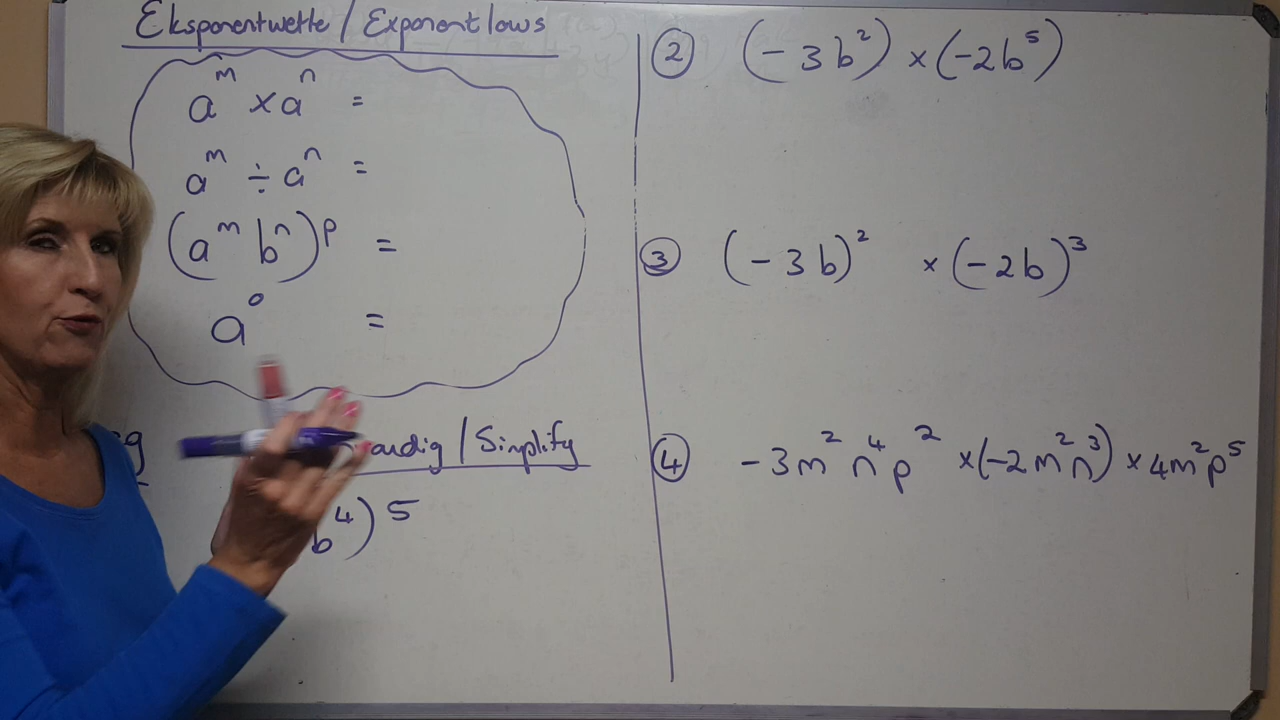 Eksponentwette / Exponent laws
a^m × a^n =
a^m ÷ a^n =
(a^m b^n)^p =
a^0 =
/ Simplify
b^4)^5
② (-3b^2) × (-2b^5)
③ (-3b)^2 × (-2b)^3
④ -3m^2 n^4 p^2 × (-2m^2 n^3) × 4m^2 p^5